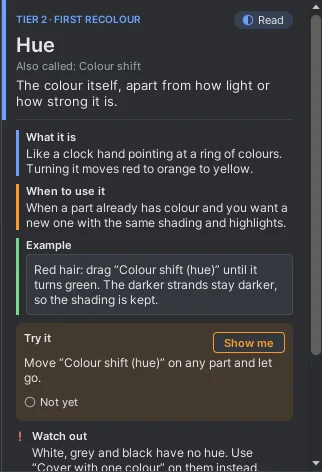 TIER 2 · FIRST RECOLOUR
Read
Hue
Also called: Colour shift
The colour itself, apart from how light or
how strong it is.
What it is
Like a clock hand pointing at a ring of colours.
Turning it moves red to orange to yellow.
When to use it
When a part already has colour and you want a
new one with the same shading and highlights.
Example
Red hair: drag “Colour shift (hue)” until it
turns green. The darker strands stay darker,
so the shading is kept.
Try it
Show me
Move “Colour shift (hue)” on any part and let
go.
Not yet
! Watch out
White, grey and black have no hue. Use
“Cover with one colour” on them instead.